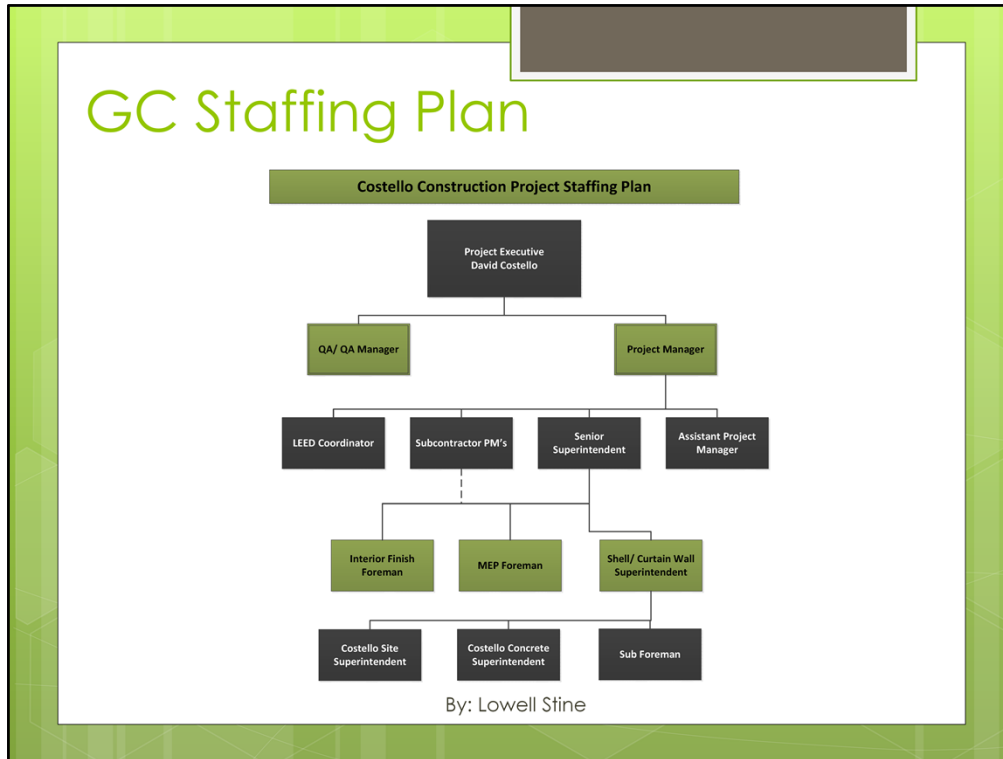 GC Staffing Plan
Costello Construction Project Staffing Plan
Project Executive
David Costello
QA/ QA Manager
Project Manager
LEED Coordinator
Subcontractor PM's
Senior
Superintendent
Assistant Project
Manager
Interior Finish
Foreman
MEP Foreman
Shell/ Curtain Wall
Superintendent
Costello Site
Superintendent
Costello Concrete
Superintendent
Sub Foreman
By: Lowell Stine